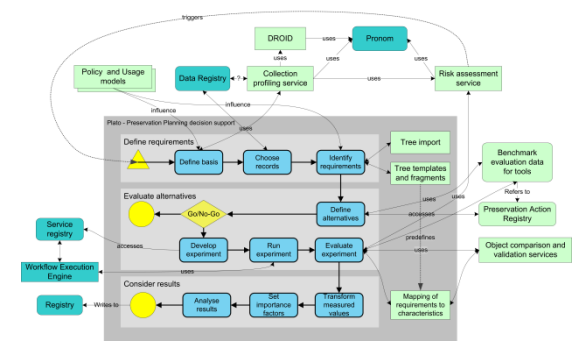 triggers
DROID
uses
Pronom
uses
uses
uses
Policy and Usage
models
Data Registry
?
Collection
profiling service
uses
Risk assessment
service
influence
influence
uses
Plato - Preservation Planning decision support
Define requirements
Define basis
Choose
records
Identify
requirements
Tree import
Tree templates
and fragments
Benchmark
evaluation data
for tools
uses
uses
Refers to
Evaluate alternatives
Go/No-Go
Define
alternatives
accesses
Preservation Action
Registry
Service
registry
accesses
Develop
experiment
Run
experiment
Evaluate
experiment
predefines
uses
Object comparison and
validation services
Workflow Execution
Engine
uses
Consider results
Registry
Writes to
Analyse
results
Set
importance
factors
Transform
measured
values
Mapping of
requirements to
characteristics